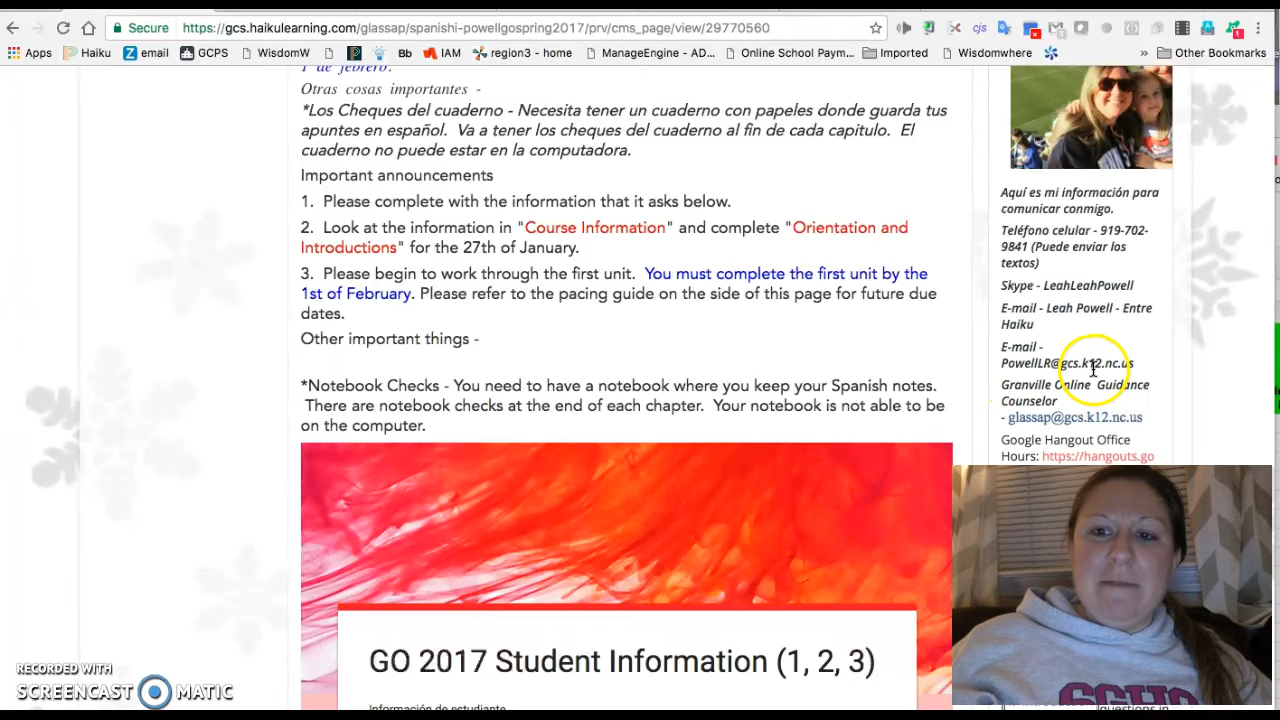 Secure https://gcs.haikulearning.com/glassap/spanishi-powellgospring2017/prv/cms_page/view/29770560
Apps Haiku email GCPS WisdomW Bb IAM region3 - home ManageEngine - AD... Online School Paym... Imported Wisdomwhere » Other Bookmarks
1 de febrero.
Otras cosas importantes -
*Los Cheques del cuaderno - Necesita tener un cuaderno con papeles donde guarda tus
apuntes en español. Va a tener los cheques del cuaderno al fin de cada capitulo. El
cuaderno no puede estar en la computadora.
Important announcements
1. Please complete with the information that it asks below.
2. Look at the information in "Course Information" and complete "Orientation and
Introductions" for the 27th of January.
3. Please begin to work through the first unit. You must complete the first unit by the
1st of February. Please refer to the pacing guide on the side of this page for future due
dates.
Other important things -
*Notebook Checks - You need to have a notebook where you keep your Spanish notes.
There are notebook checks at the end of each chapter. Your notebook is not able to be
on the computer.
GO 2017 Student Information (1, 2, 3)
Información de estudiante
Aquí es mi información para
comunicar conmigo.
Teléfono celular - 919-702-
9841 (Puede enviar los
textos)
Skype - LeahLeahPowell
E-mail - Leah Powell - Entre
Haiku
E-mail -
PowellLR@gcs.k12.nc.us
Granville Online Guidance
Counselor
- glassap@gcs.k12.nc.us
Google Hangout Office
Hours: https://hangouts.go
questions in
RECORDED WITH
SCREENCAST MATIC